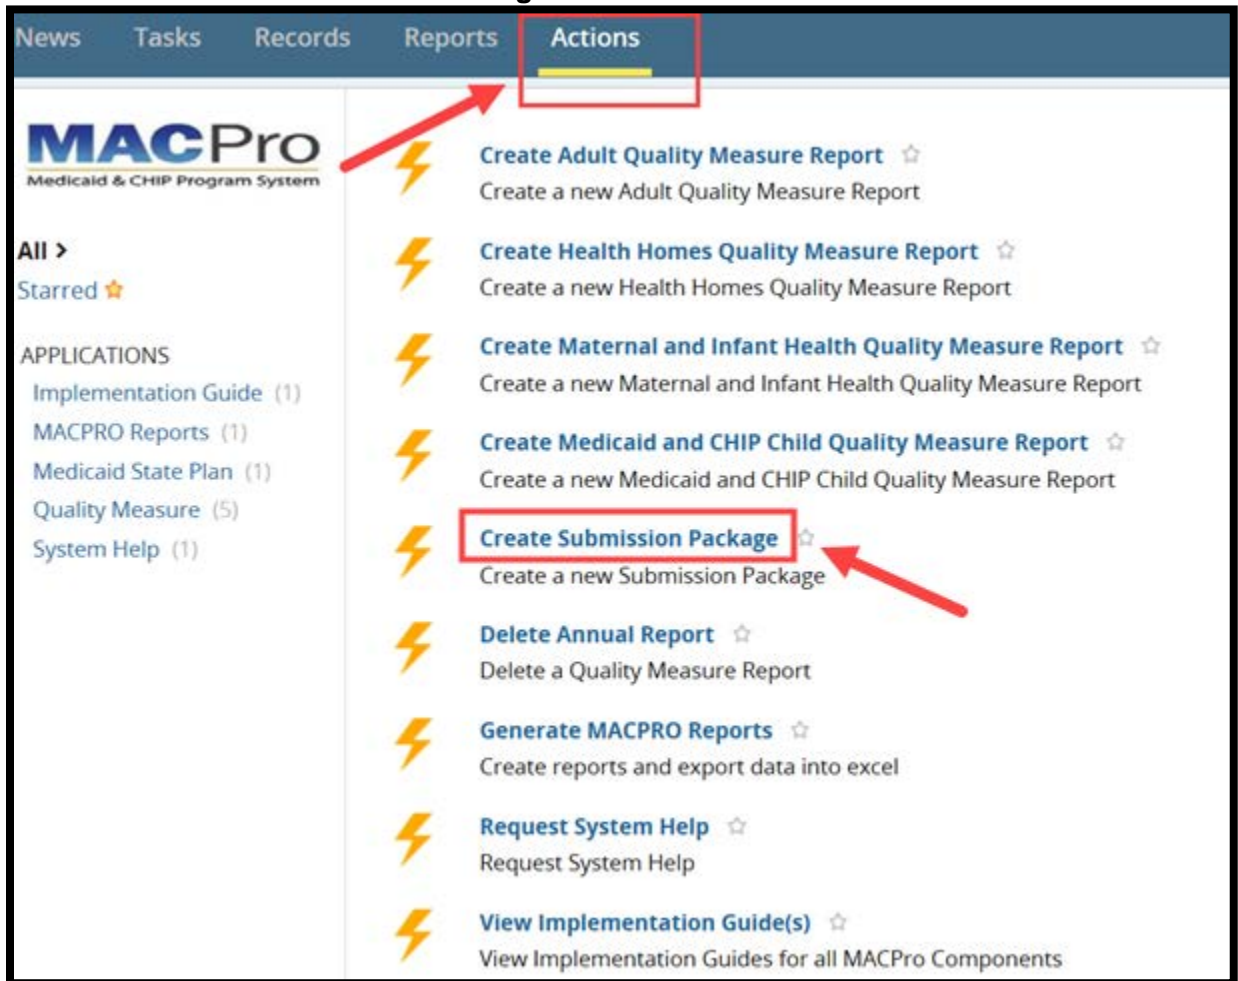 News Tasks Records Reports Actions
MACPro
Medicaid & CHIP Program System
All >
Starred
APPLICATIONS
Implementation Guide (1)
MACPRO Reports (1)
Medicaid State Plan (1)
Quality Measure (5)
System Help (1)
Create Adult Quality Measure Report
Create a new Adult Quality Measure Report
Create Health Homes Quality Measure Report
Create a new Health Homes Quality Measure Report
Create Maternal and Infant Health Quality Measure Report
Create a new Maternal and Infant Health Quality Measure Report
Create Medicaid and CHIP Child Quality Measure Report
Create a new Medicaid and CHIP Child Quality Measure Report
Create Submission Package
Create a new Submission Package
Delete Annual Report
Delete a Quality Measure Report
Generate MACPRO Reports
Create reports and export data into excel
Request System Help
Request System Help
View Implementation Guide(s)
View Implementation Guides for all MACPro Components